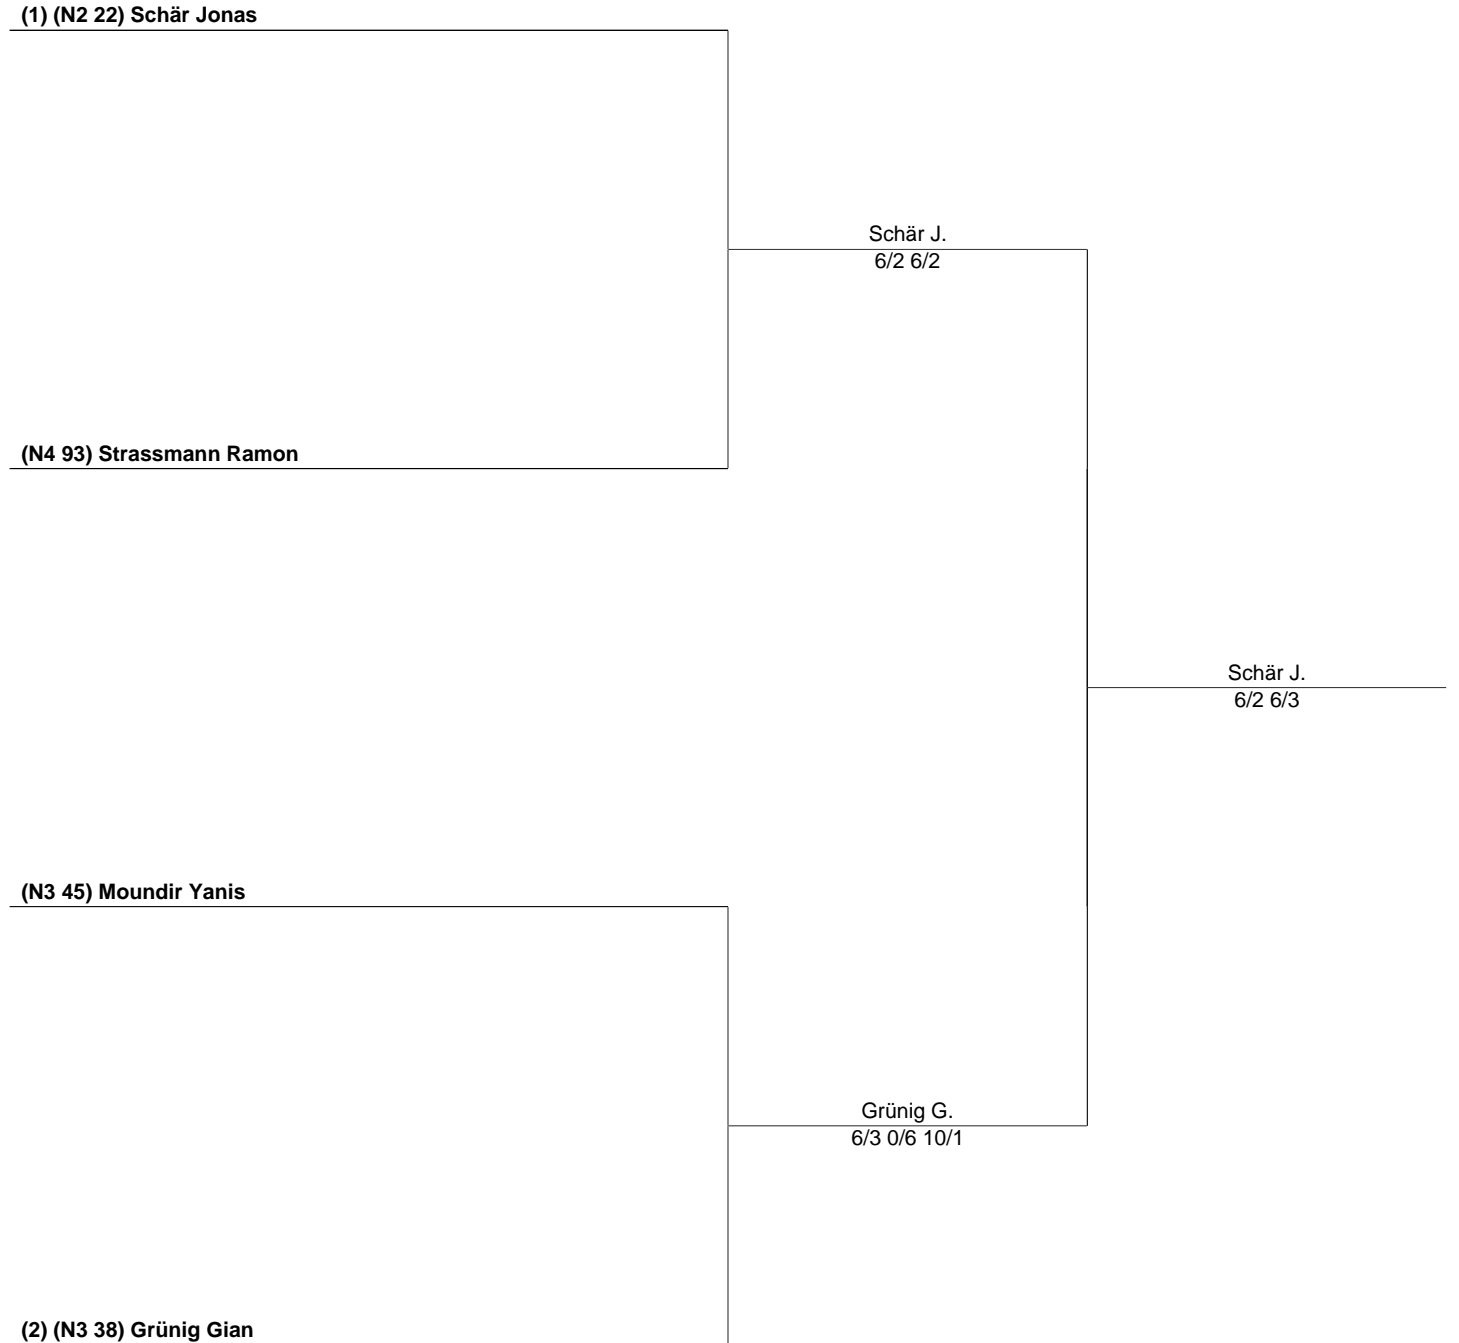 (1) (N2 22) Schär Jonas
Schär J.
6/2 6/2
(N4 93) Strassmann Ramon
Schär J.
6/2 6/3
(N3 45) Moundir Yanis
Grünig G.
6/3 0/6 10/1
(2) (N3 38) Grünig Gian